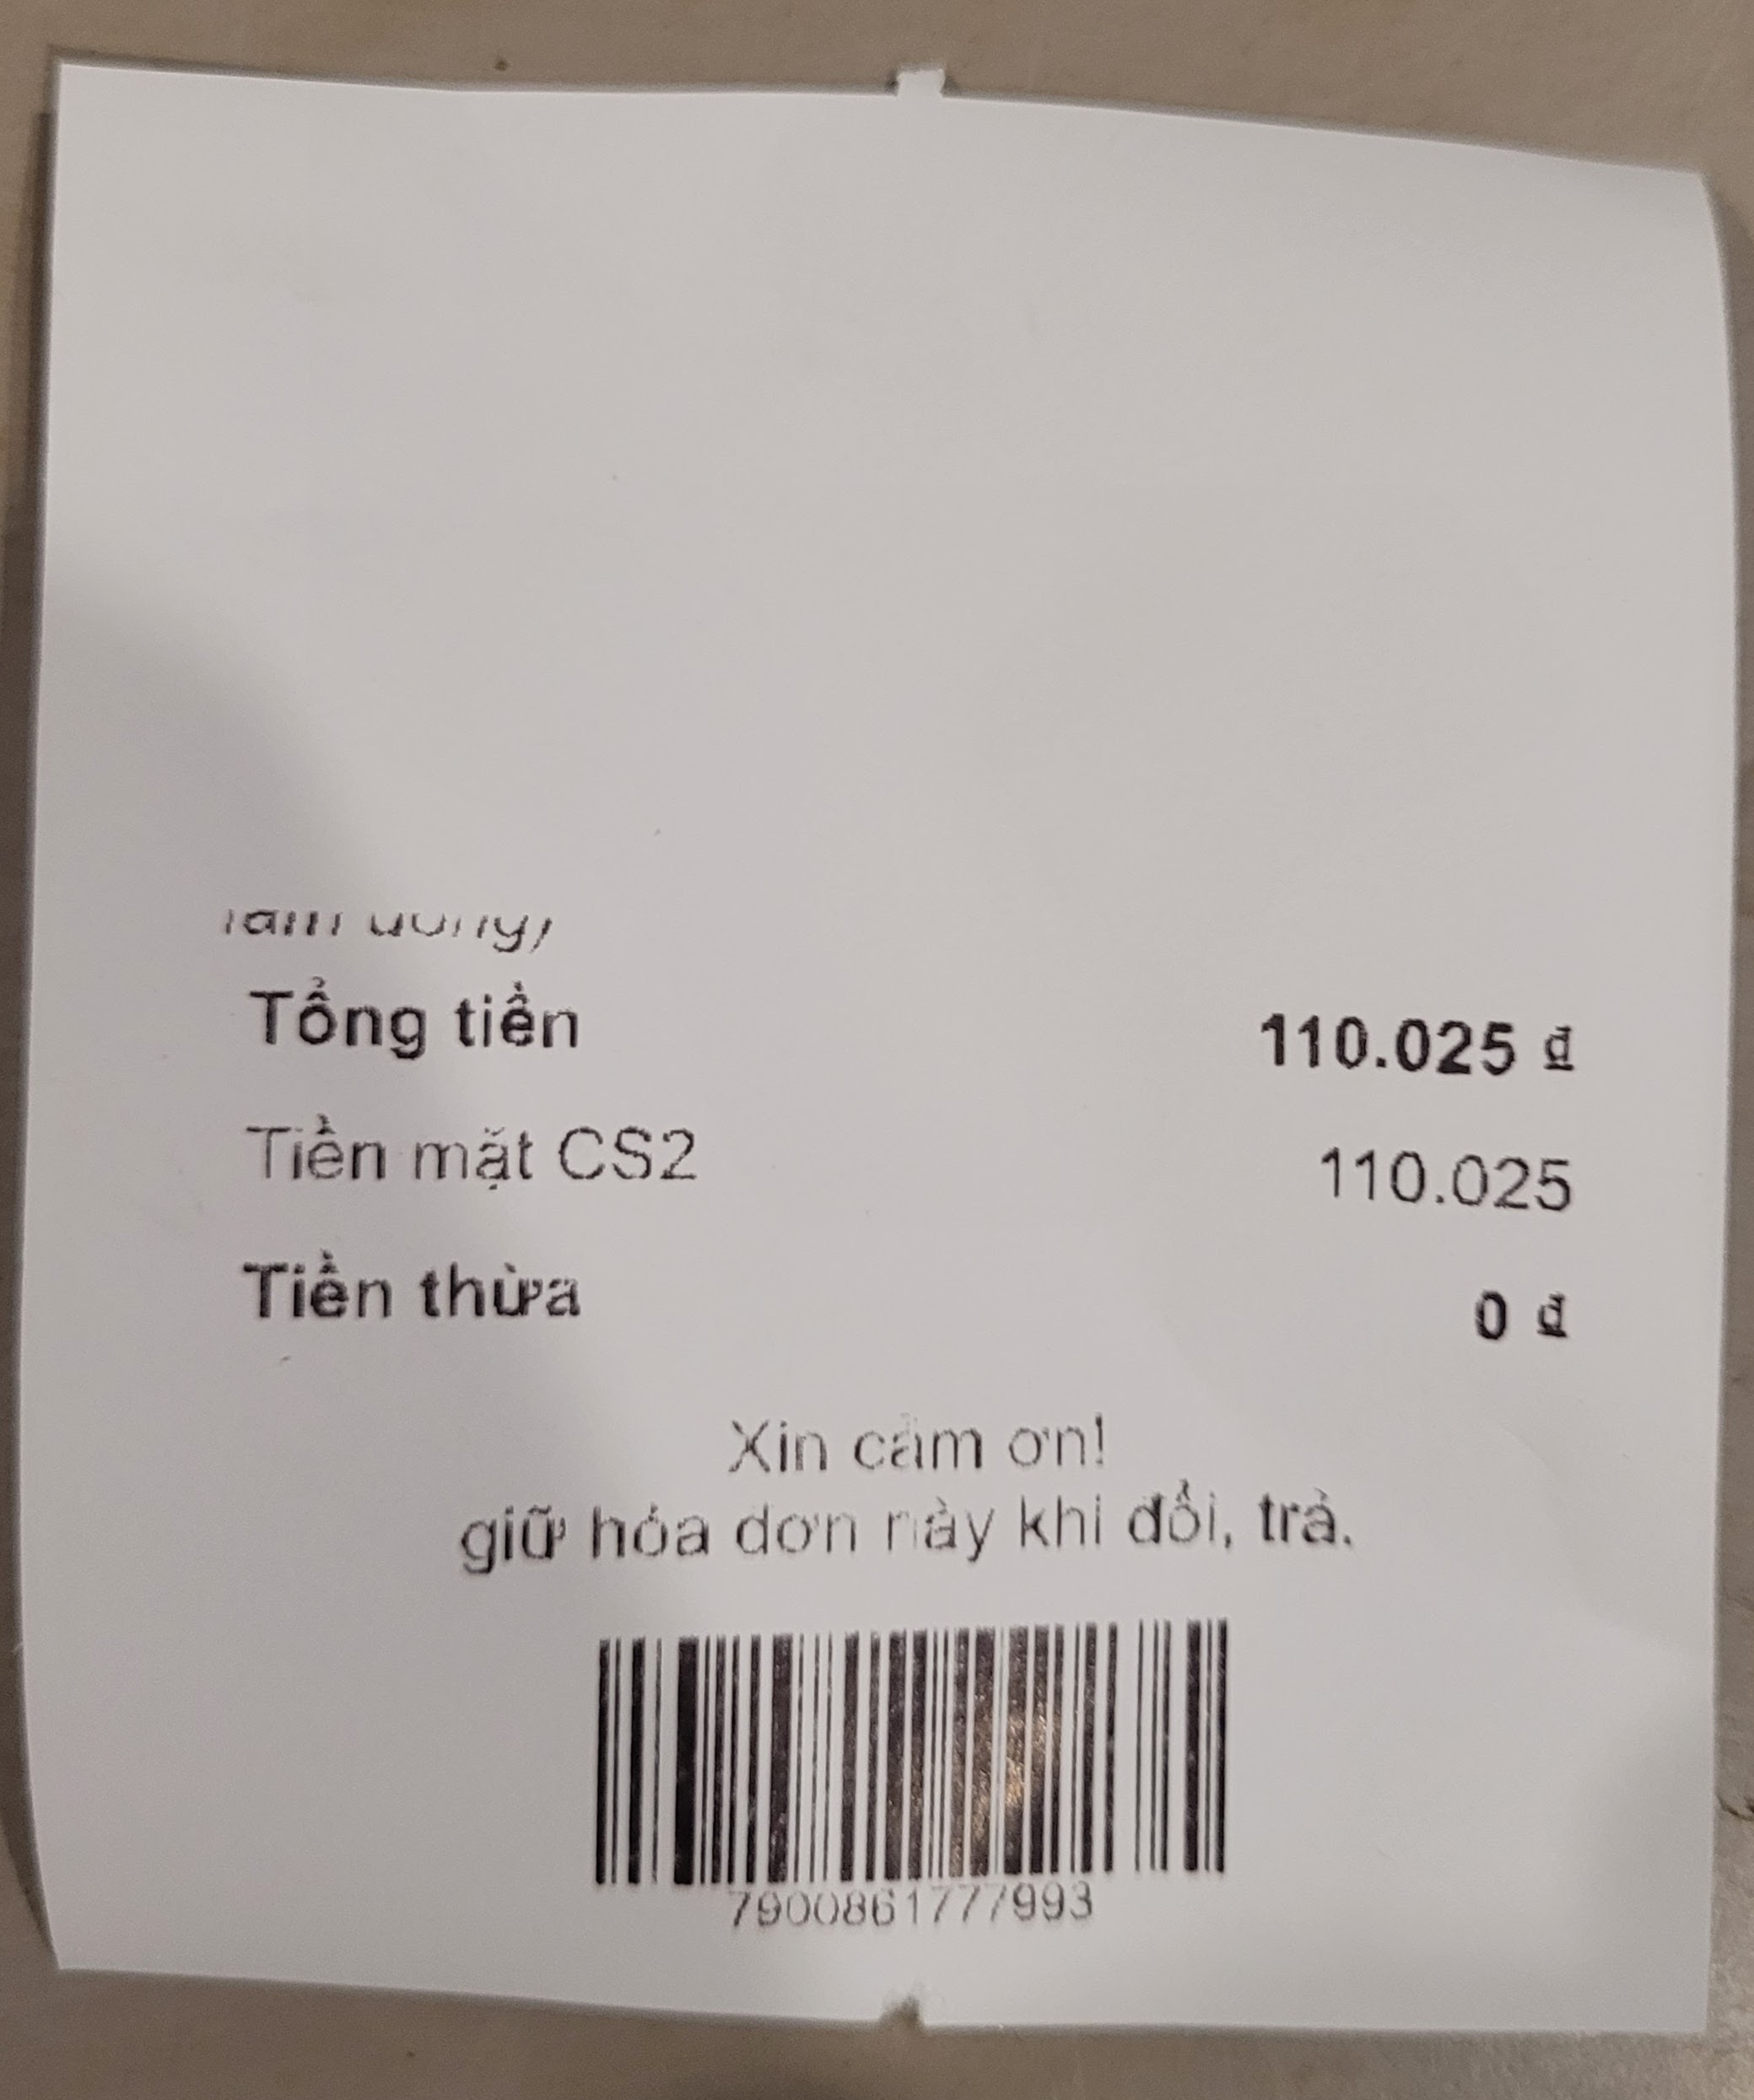 Tổng tiền 110.025 ₫
Tiền mặt CS2 110.025
Tiền thừa 0 ₫
Xin cảm ơn!
giữ hóa đơn này khi đổi, trả.
7900861777993